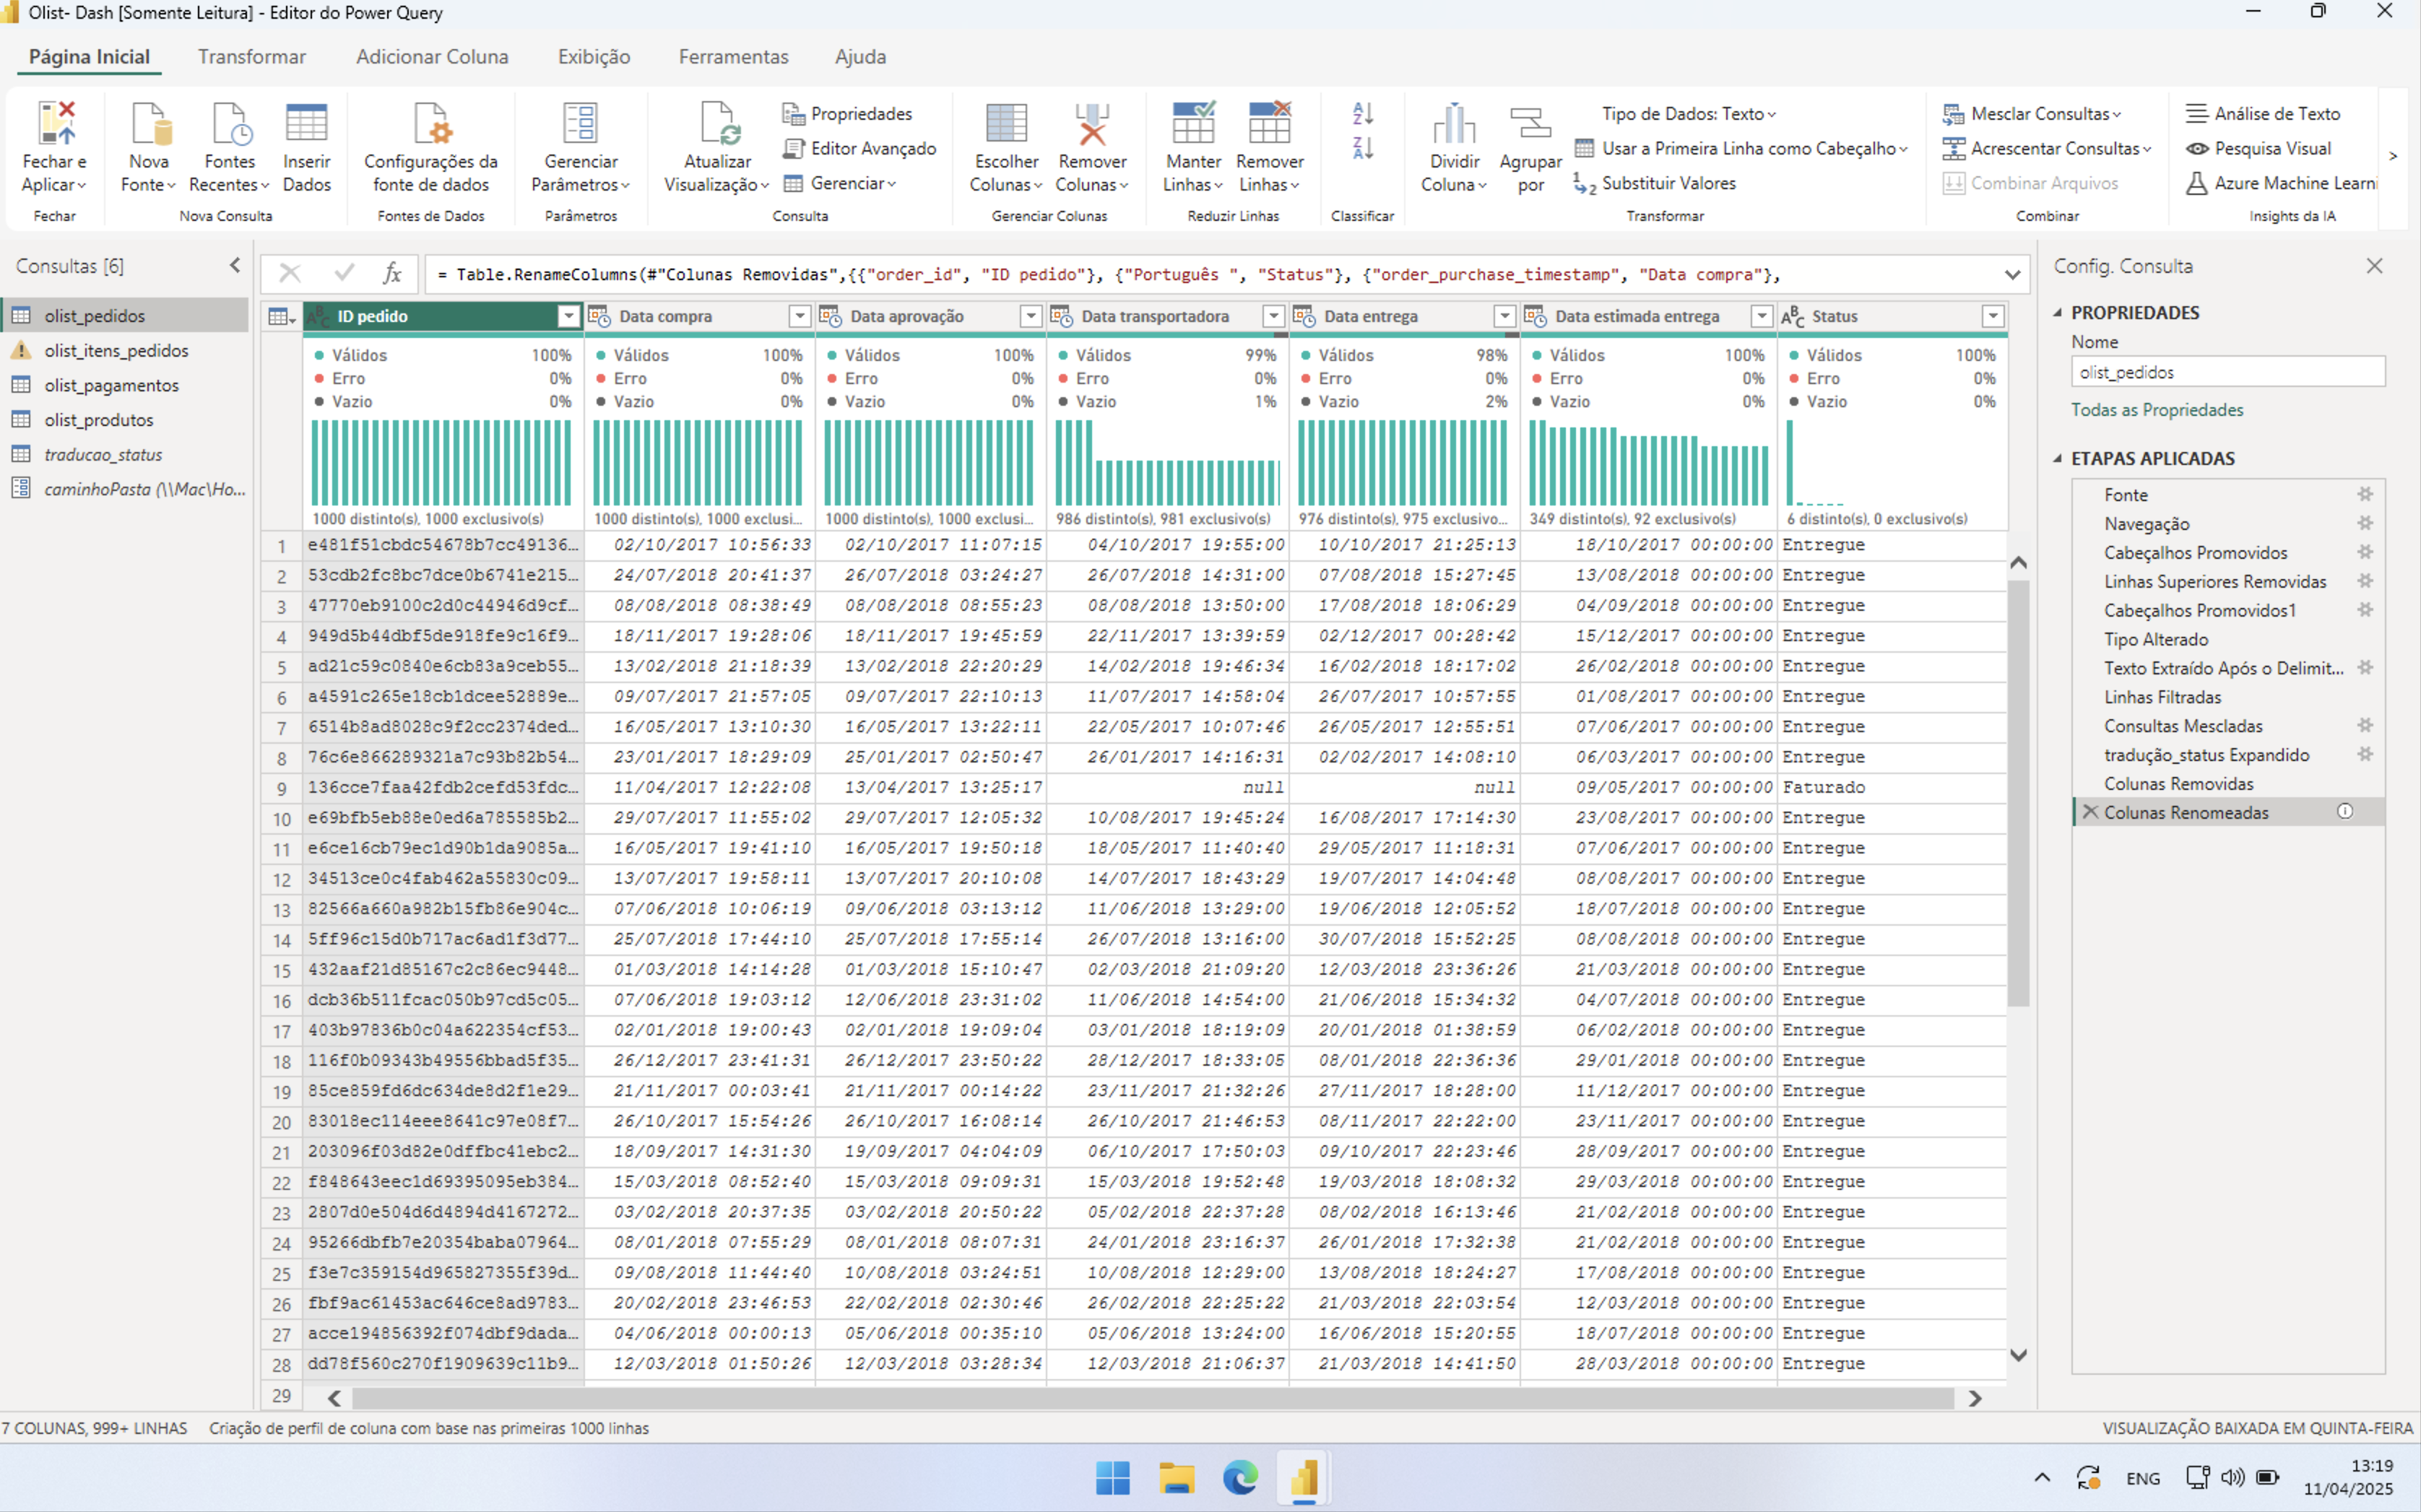 Olist- Dash [Somente Leitura] - Editor do Power Query
Página Inicial Transformar Adicionar Coluna Exibição Ferramentas Ajuda
Fechar e Aplicar
Fechar
Nova Fonte
Fontes Recentes
Inserir Dados
Nova Consulta
Configurações da fonte de dados
Fontes de Dados
Gerenciar Parâmetros
Parâmetros
Atualizar Visualização
Propriedades
Editor Avançado
Gerenciar
Consulta
Escolher Colunas
Remover Colunas
Gerenciar Colunas
Manter Linhas
Remover Linhas
Reduzir Linhas
Classificar
Dividir Coluna
Agrupar por
Tipo de Dados: Texto
Usar a Primeira Linha como Cabeçalho
Substituir Valores
Transformar
Mesclar Consultas
Acrescentar Consultas
Combinar Arquivos
Combinar
Análise de Texto
Pesquisa Visual
Azure Machine Learni
Insights da IA
Consultas [6]
olist_pedidos
olist_itens_pedidos
olist_pagamentos
olist_produtos
traducao_status
caminhoPasta (\\Mac\Ho...
fx
= Table.RenameColumns(#"Colunas Removidas",{{"order_id", "ID pedido"}, {"Português ", "Status"}, {"order_purchase_timestamp", "Data compra"},
ID pedido Data compra Data aprovação Data transportadora Data entrega Data estimada entrega Status
Válidos 100% Válidos 100% Válidos 100% Válidos 99% Válidos 98% Válidos 100% Válidos 100%
Erro 0% Erro 0% Erro 0% Erro 0% Erro 0% Erro 0% Erro 0%
Vazio 0% Vazio 0% Vazio 0% Vazio 1% Vazio 2% Vazio 0% Vazio 0%
1000 distinto(s), 1000 exclusivo(s) 1000 distinto(s), 1000 exclusi... 1000 distinto(s), 1000 exclusi... 986 distinto(s), 981 exclusivo(s) 976 distinto(s), 975 exclusivo... 349 distinto(s), 92 exclusivo(s) 6 distinto(s), 0 exclusivo(s)
1 e481f51cbdc54678b7cc49136... 02/10/2017 10:56:33 02/10/2017 11:07:15 04/10/2017 19:55:00 10/10/2017 21:25:13 18/10/2017 00:00:00 Entregue
2 53cdb2fc8bc7dce0b6741e215... 24/07/2018 20:41:37 26/07/2018 03:24:27 26/07/2018 14:31:00 07/08/2018 15:27:45 13/08/2018 00:00:00 Entregue
3 47770eb9100c2d0c44946d9cf... 08/08/2018 08:38:49 08/08/2018 08:55:23 08/08/2018 13:50:00 17/08/2018 18:06:29 04/09/2018 00:00:00 Entregue
4 949d5b44dbf5de918fe9c16f9... 18/11/2017 19:28:06 18/11/2017 19:45:59 22/11/2017 13:39:59 02/12/2017 00:28:42 15/12/2017 00:00:00 Entregue
5 ad21c59c0840e6cb83a9ceb55... 13/02/2018 21:18:39 13/02/2018 22:20:29 14/02/2018 19:46:34 16/02/2018 18:17:02 26/02/2018 00:00:00 Entregue
6 a4591c265e18cb1dcee52889e... 09/07/2017 21:57:05 09/07/2017 22:10:13 11/07/2017 14:58:04 26/07/2017 10:57:55 01/08/2017 00:00:00 Entregue
7 6514b8ad8028c9f2cc2374ded... 16/05/2017 13:10:30 16/05/2017 13:22:11 22/05/2017 10:07:46 26/05/2017 12:55:51 07/06/2017 00:00:00 Entregue
8 76c6e866289321a7c93b82b54... 23/01/2017 18:29:09 25/01/2017 02:50:47 26/01/2017 14:16:31 02/02/2017 14:08:10 06/03/2017 00:00:00 Entregue
9 136cce7faa42fdb2cefd53fdc... 11/04/2017 12:22:08 13/04/2017 13:25:17 null null 09/05/2017 00:00:00 Faturado
10 e69bfb5eb88e0ed6a785585b2... 29/07/2017 11:55:02 29/07/2017 12:05:32 10/08/2017 19:45:24 16/08/2017 17:14:30 23/08/2017 00:00:00 Entregue
11 e6ce16cb79ec1d90b1da9085a... 16/05/2017 19:41:10 16/05/2017 19:50:18 18/05/2017 11:40:40 29/05/2017 11:18:31 07/06/2017 00:00:00 Entregue
12 34513ce0c4fab462a55830c09... 13/07/2017 19:58:11 13/07/2017 20:10:08 14/07/2017 18:43:29 19/07/2017 14:04:48 08/08/2017 00:00:00 Entregue
13 82566a660a982b15fb86e904c... 07/06/2018 10:06:19 09/06/2018 03:13:12 11/06/2018 13:29:00 19/06/2018 12:05:52 18/07/2018 00:00:00 Entregue
14 5ff96c15d0b717ac6ad1f3d77... 25/07/2018 17:44:10 25/07/2018 17:55:14 26/07/2018 13:16:00 30/07/2018 15:52:25 08/08/2018 00:00:00 Entregue
15 432aaf21d85167c2c86ec9448... 01/03/2018 14:14:28 01/03/2018 15:10:47 02/03/2018 21:09:20 12/03/2018 23:36:26 21/03/2018 00:00:00 Entregue
16 dcb36b511fcac050b97cd5c05... 07/06/2018 19:03:12 12/06/2018 23:31:02 11/06/2018 14:54:00 21/06/2018 15:34:32 04/07/2018 00:00:00 Entregue
17 403b97836b0c04a622354cf53... 02/01/2018 19:00:43 02/01/2018 19:09:04 03/01/2018 18:19:09 20/01/2018 01:38:59 06/02/2018 00:00:00 Entregue
18 116f0b09343b49556bbad5f35... 26/12/2017 23:41:31 26/12/2017 23:50:22 28/12/2017 18:33:05 08/01/2018 22:36:36 29/01/2018 00:00:00 Entregue
19 85ce859fd6dc634de8d2f1e29... 21/11/2017 00:03:41 21/11/2017 00:14:22 23/11/2017 21:32:26 27/11/2017 18:28:00 11/12/2017 00:00:00 Entregue
20 83018ec114eee8641c97e08f7... 26/10/2017 15:54:26 26/10/2017 16:08:14 26/10/2017 21:46:53 08/11/2017 22:22:00 23/11/2017 00:00:00 Entregue
21 203096f03d82e0dffbc41ebc2... 18/09/2017 14:31:30 19/09/2017 04:04:09 06/10/2017 17:50:03 09/10/2017 22:23:46 28/09/2017 00:00:00 Entregue
22 f848643eec1d69395095eb384... 15/03/2018 08:52:40 15/03/2018 09:09:31 15/03/2018 19:52:48 19/03/2018 18:08:32 29/03/2018 00:00:00 Entregue
23 2807d0e504d6d4894d4167272... 03/02/2018 20:37:35 03/02/2018 20:50:22 05/02/2018 22:37:28 08/02/2018 16:13:46 21/02/2018 00:00:00 Entregue
24 95266dbfb7e20354baba07964... 08/01/2018 07:55:29 08/01/2018 08:07:31 24/01/2018 23:16:37 26/01/2018 17:32:38 21/02/2018 00:00:00 Entregue
25 f3e7c359154d965827355f39d... 09/08/2018 11:44:40 10/08/2018 03:24:51 10/08/2018 12:29:00 13/08/2018 18:24:27 17/08/2018 00:00:00 Entregue
26 fbf9ac61453ac646ce8ad9783... 20/02/2018 23:46:53 22/02/2018 02:30:46 26/02/2018 22:25:22 21/03/2018 22:03:54 12/03/2018 00:00:00 Entregue
27 acce194856392f074dbf9dada... 04/06/2018 00:00:13 05/06/2018 00:35:10 05/06/2018 13:24:00 16/06/2018 15:20:55 18/07/2018 00:00:00 Entregue
28 dd78f560c270f1909639c11b9... 12/03/2018 01:50:26 12/03/2018 03:28:34 12/03/2018 21:06:37 21/03/2018 14:41:50 28/03/2018 00:00:00 Entregue
29
Config. Consulta
PROPRIEDADES
Nome
olist_pedidos
Todas as Propriedades
ETAPAS APLICADAS
Fonte
Navegação
Cabeçalhos Promovidos
Linhas Superiores Removidas
Cabeçalhos Promovidos1
Tipo Alterado
Texto Extraído Após o Delimit...
Linhas Filtradas
Consultas Mescladas
tradução_status Expandido
Colunas Removidas
Colunas Renomeadas
7 COLUNAS, 999+ LINHAS Criação de perfil de coluna com base nas primeiras 1000 linhas VISUALIZAÇÃO BAIXADA EM QUINTA-FEIRA
ENG 13:19
11/04/2025